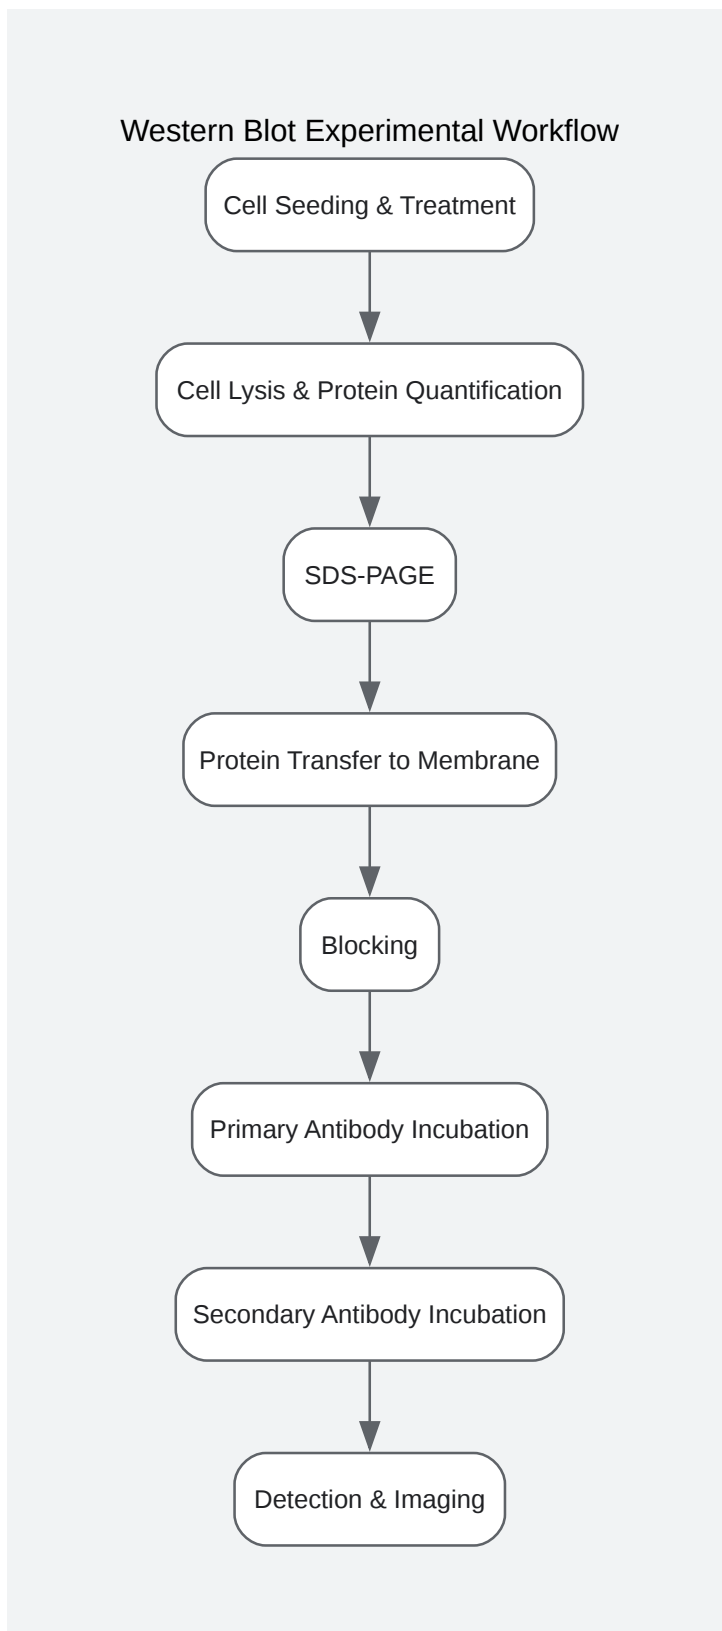 Western Blot Experimental Workflow
Cell Seeding & Treatment
Cell Lysis & Protein Quantification
SDS-PAGE
Protein Transfer to Membrane
Blocking
Primary Antibody Incubation
Secondary Antibody Incubation
Detection & Imaging